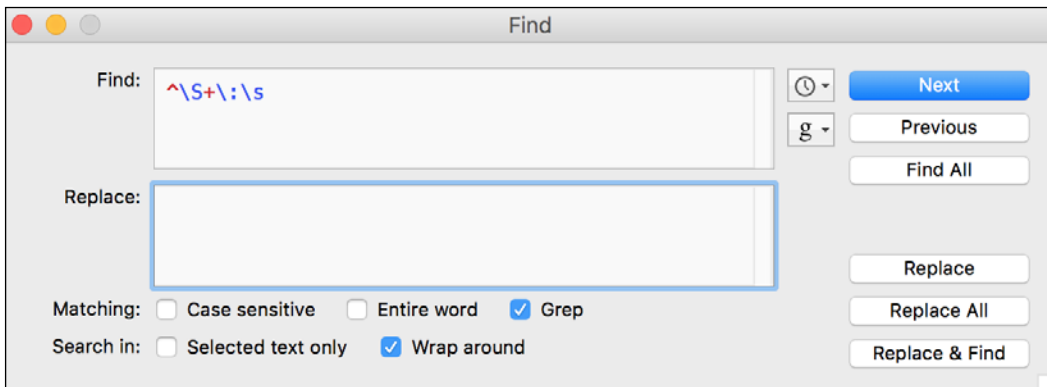 Find
Find:
^\S+\:\s
g
Next
Previous
Find All
Replace:
Replace
Matching: Case sensitive Entire word Grep
Replace All
Search in: Selected text only Wrap around
Replace & Find